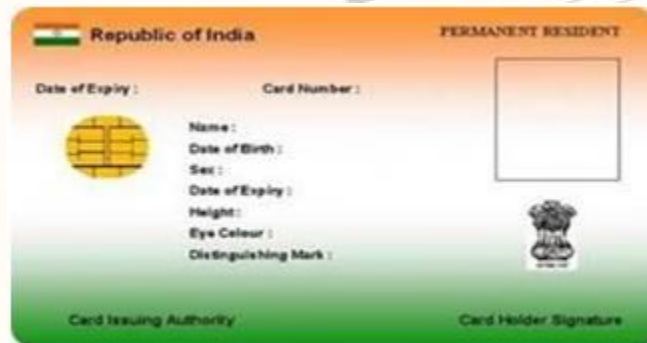 Republic of India
PERMANENT RESIDENT
Date of Expiry :
Card Number :
Name :
Date of Birth :
Sex :
Date of Expiry :
Height :
Eye Colour :
Distinguishing Mark :
Card Issuing Authority
Card Holder Signature